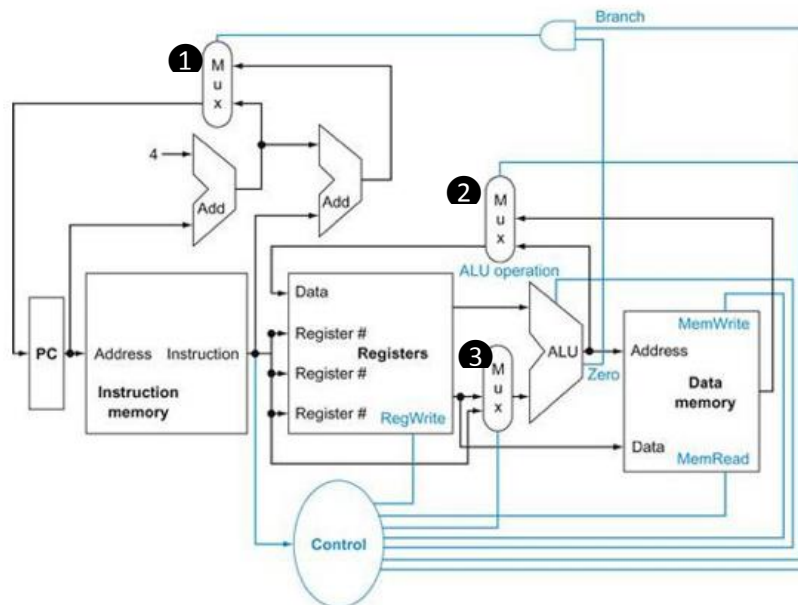 Branch
1
M
u
x
4
Add
Add
2
M
u
x
ALU operation
Data
Register #
Registers
Register #
Register #
RegWrite
PC
Address
Instruction
Instruction
memory
3
M
u
x
ALU
Zero
MemWrite
Address
Data
memory
Data
MemRead
Control